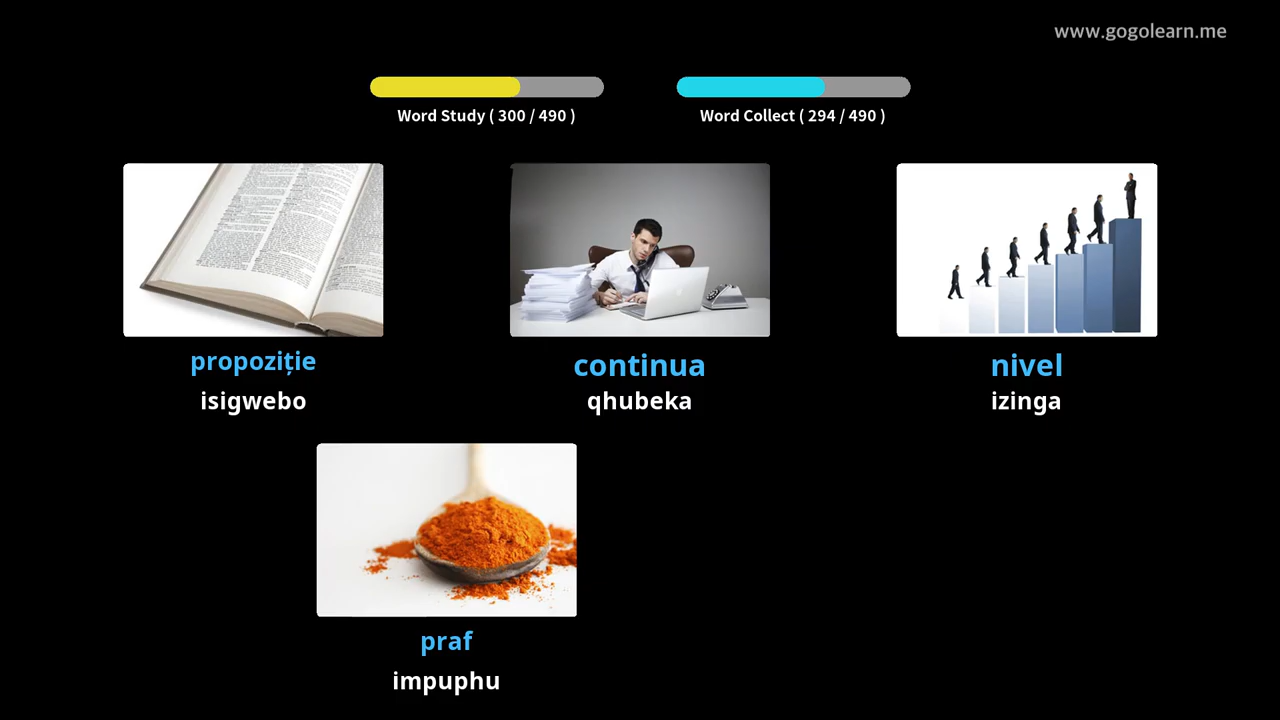 www.gogolearn.me
Word Study ( 300 / 490 )
Word Collect ( 294 / 490 )
propoziție
isigwebo
continua
qhubeka
nivel
izinga
praf
impuphu